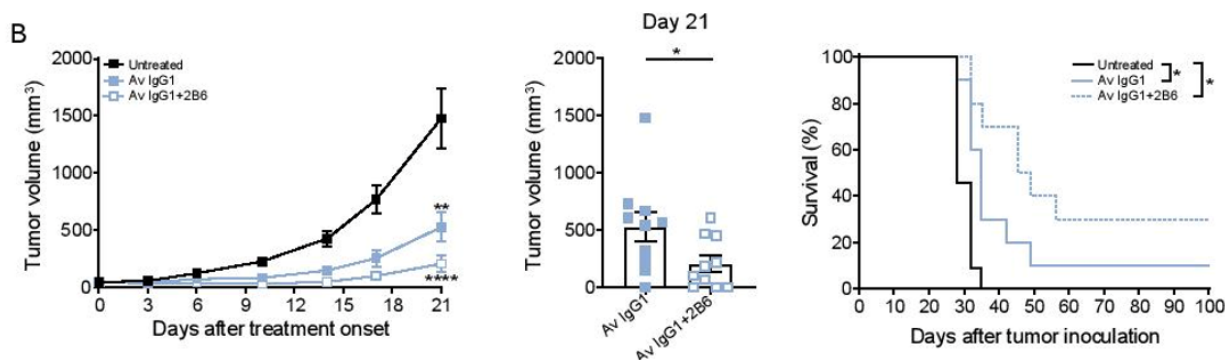 B
Tumor volume (mm³)
2000
1500
1000
500
0
Untreated
Av IgG1
Av IgG1+2B6
**
****
0 3 6 9 12 15 18 21
Days after treatment onset
Day 21
Tumor volume (mm³)
2000
1500
1000
500
0
*
Av IgG1
Av IgG1+2B6
Survival (%)
100
80
60
40
20
0
Untreated
Av IgG1
Av IgG1+2B6
*
*
0 10 20 30 40 50 60 70 80 90 100
Days after tumor inoculation